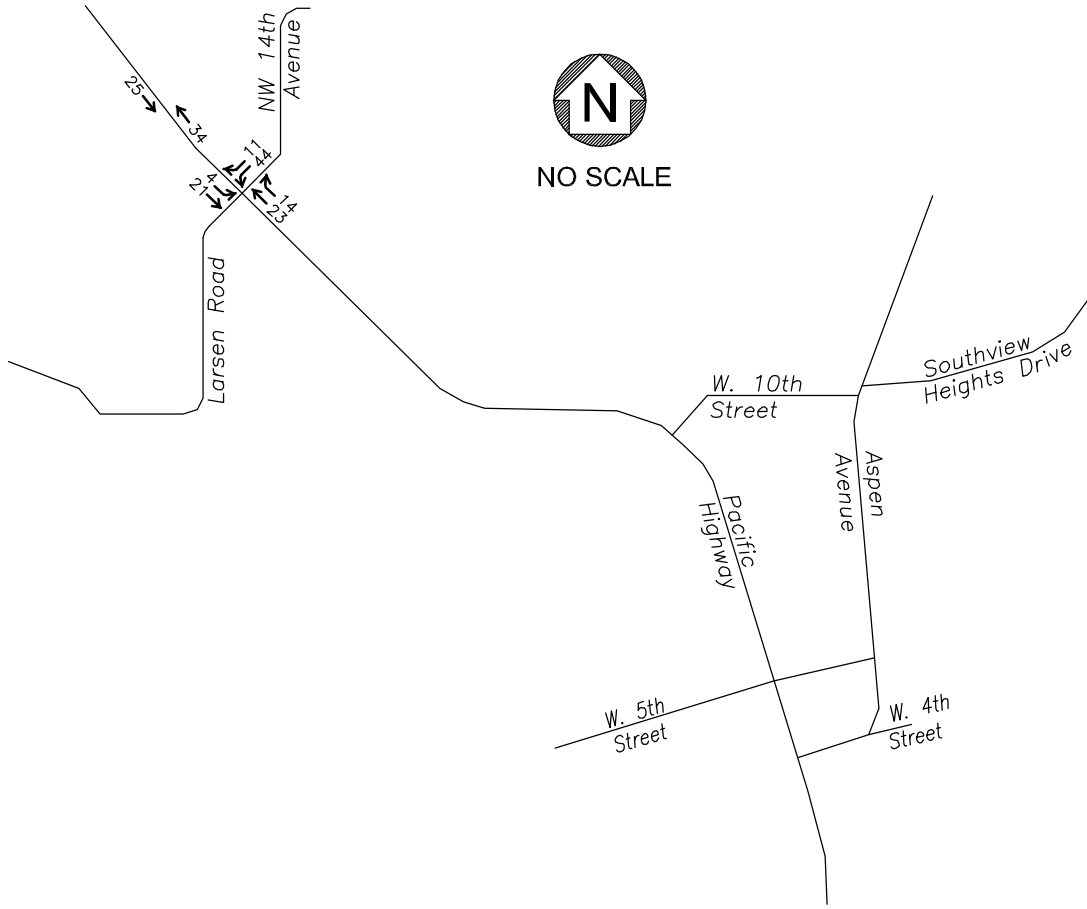 NW 14th
Avenue
N
NO SCALE
25
34
11
44
4
21
14
23
Larsen Road
W. 10th
Street
Southview
Heights Drive
Aspen
Avenue
Pacific
Highway
W. 5th
Street
W. 4th
Street